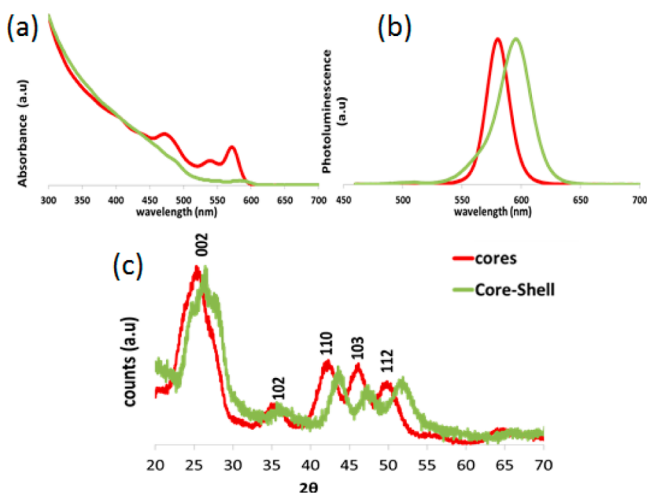 (a)
Absorbance (a.u)
300 350 400 450 500 550 600 650 700
wavelength (nm)
(b)
Photoluminescence
(a.u)
450 500 550 600 650 700
wavelength (nm)
(c)
counts (a.u)
002
102
110
103
112
cores
Core-Shell
20 25 30 35 40 45 50 55 60 65 70
2θ